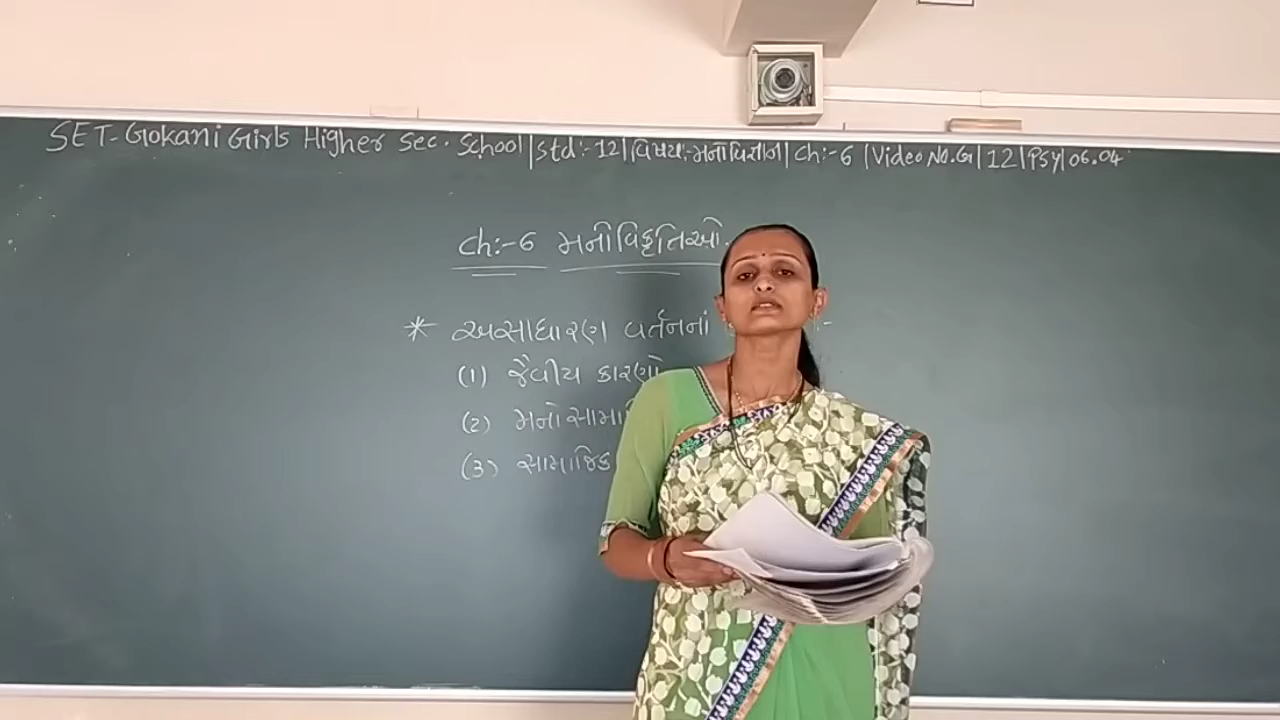 SET-Gokani Girls Higher Sec. School | Std:-12 | વિષય:-મનોવિજ્ઞાન | Ch:-6 | Video No.G | 12 | Psy | 06.04
Ch:-6 મનોવિકૃતિઓ.
* અસાધારણ વર્તનનાં :-
(1) જૈવીય કારણો
(2)
(3) સામાજિક